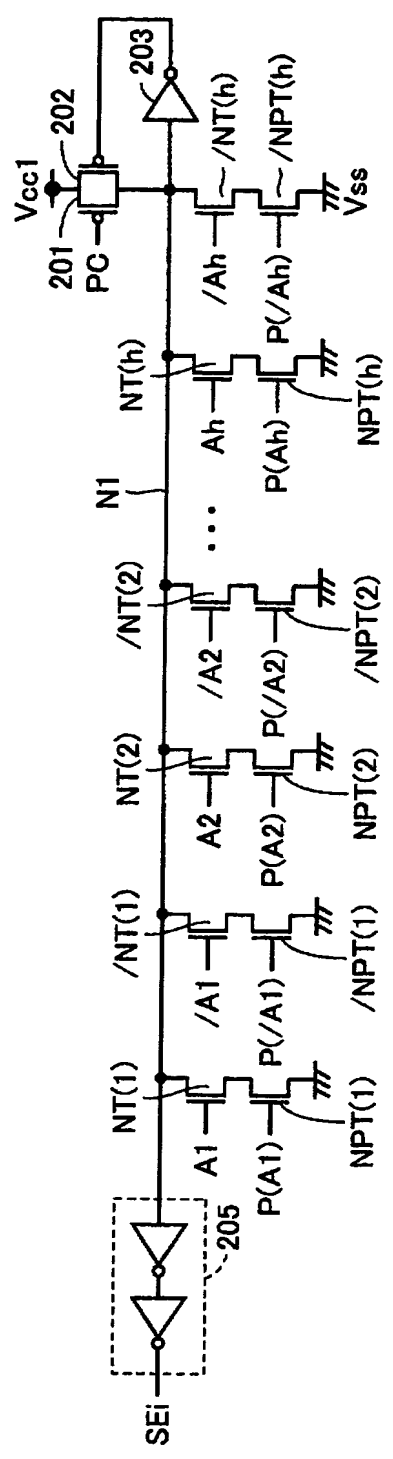 Vcc1
201
202
203
PC
N1
NT(1)
/NT(1)
NT(2)
/NT(2)
NT(h)
/NT(h)
/NPT(h)
A1
/A1
A2
/A2
...
Ah
/Ah
P(A1)
P(/A1)
P(A2)
P(/A2)
P(Ah)
P(/Ah)
Vss
NPT(1)
/NPT(1)
NPT(2)
/NPT(2)
NPT(h)
205
SEi